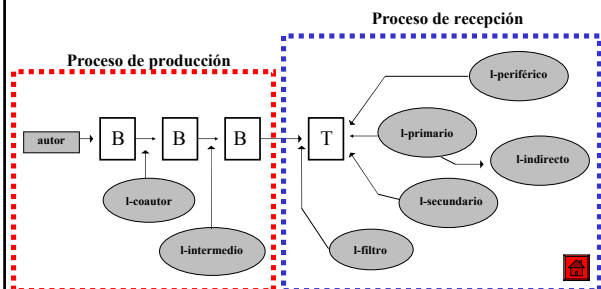 Proceso de recepción
Proceso de producción
l-periférico
autor
B
B
B
T
l-primario
l-indirecto
l-coautor
l-secundario
l-intermedio
l-filtro